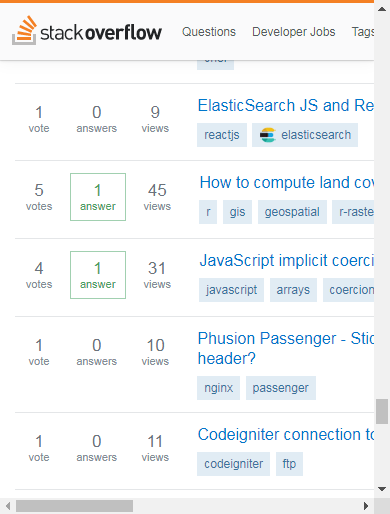 stackoverflow Questions Developer Jobs Tags
1 0 9 ElasticSearch JS and Re
vote answers views reactjs elasticsearch
5 1 45 How to compute land cov
votes answer views r gis geospatial r-raste
4 1 31 JavaScript implicit coerci
votes answer views javascript arrays coercion
1 0 10 Phusion Passenger - Stic
vote answers views header?
nginx passenger
1 0 11 Codeigniter connection to
vote answers views codeigniter ftp